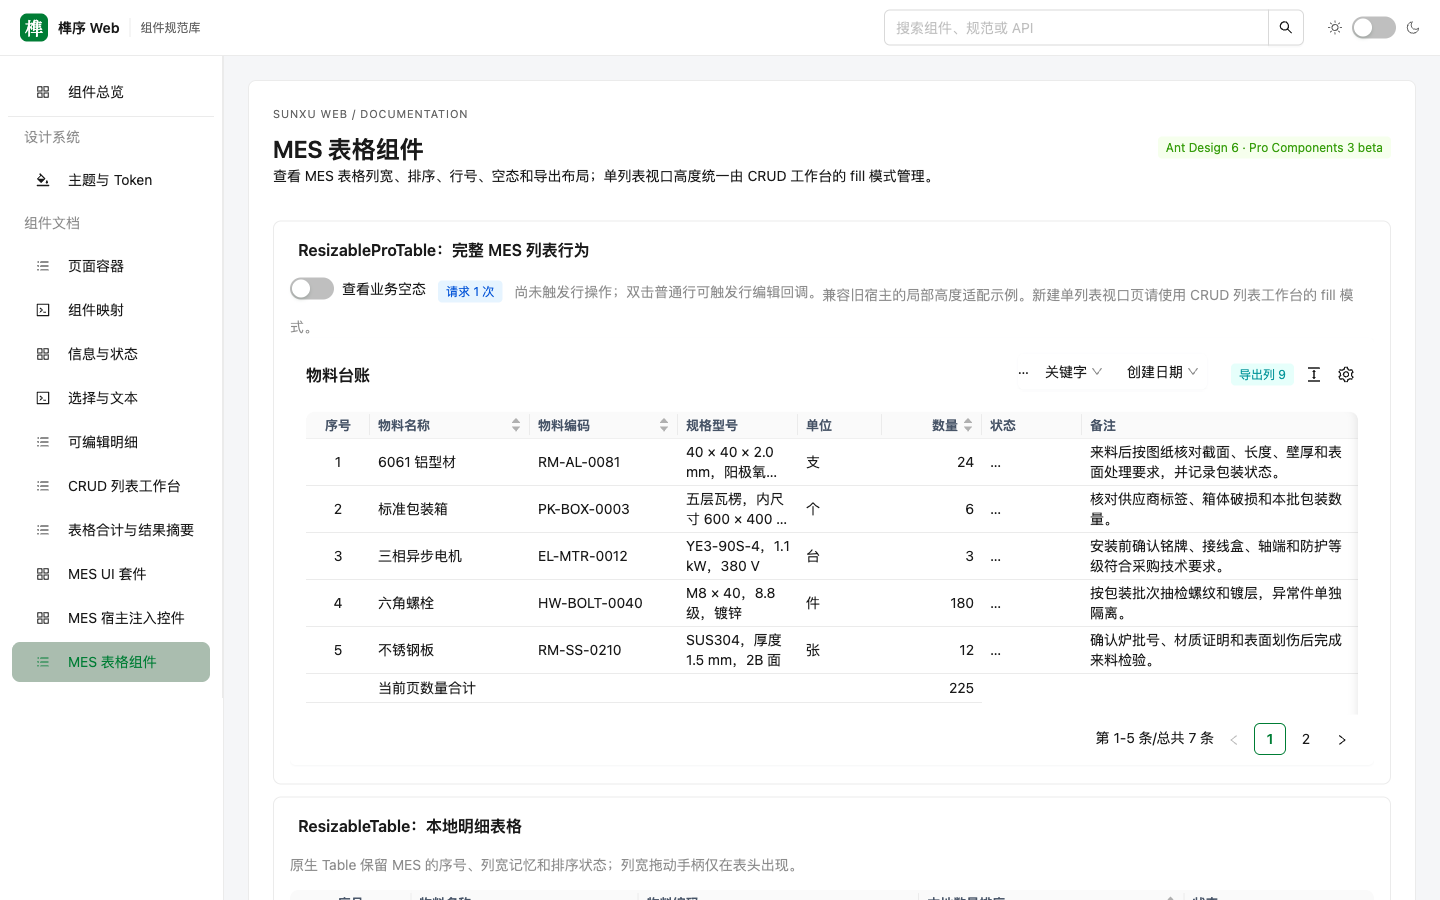 榫 榫序 Web 组件规范库
搜索组件、规范或 API
组件总览
设计系统
主题与 Token
组件文档
页面容器
组件映射
信息与状态
选择与文本
可编辑明细
CRUD 列表工作台
表格合计与结果摘要
MES UI 套件
MES 宿主注入控件
MES 表格组件
SUNXU WEB / DOCUMENTATION
MES 表格组件
Ant Design 6 · Pro Components 3 beta
查看 MES 表格列宽、排序、行号、空态和导出布局；单列表视口高度统一由 CRUD 工作台的 fill 模式管理。
ResizableProTable：完整 MES 列表行为
查看业务空态 请求 1 次 尚未触发行操作；双击普通行可触发行编辑回调。兼容旧宿主的局部高度适配示例。新建单列表视口页请使用 CRUD 列表工作台的 fill 模
式。
物料台账 ... 关键字 创建日期 导出列 9
序号 物料名称 物料编码 规格型号 单位 数量 状态 备注
1 6061 铝型材 RM-AL-0081 40 × 40 × 2.0 mm，阳极氧... 支 24 ... 来料后按图纸核对截面、长度、壁厚和表面处理要求，并记录包装状态。
2 标准包装箱 PK-BOX-0003 五层瓦楞，内尺寸 600 × 400 ... 个 6 ... 核对供应商标签、箱体破损和本批包装数量。
3 三相异步电机 EL-MTR-0012 YE3-90S-4，1.1 kW，380 V 台 3 ... 安装前确认铭牌、接线盒、轴端和防护等级符合采购技术要求。
4 六角螺栓 HW-BOLT-0040 M8 × 40，8.8 级，镀锌 件 180 ... 按包装批次抽检螺纹和镀层，异常件单独隔离。
5 不锈钢板 RM-SS-0210 SUS304，厚度 1.5 mm，2B 面 张 12 ... 确认炉批号、材质证明和表面划伤后完成来料检验。
当前页数量合计 225
第 1-5 条/总共 7 条 < 1 2 >
ResizableTable：本地明细表格
原生 Table 保留 MES 的序号、列宽记忆和排序状态；列宽拖动手柄仅在表头出现。
序号 物料名称 物料编码 本地数量排序 状态